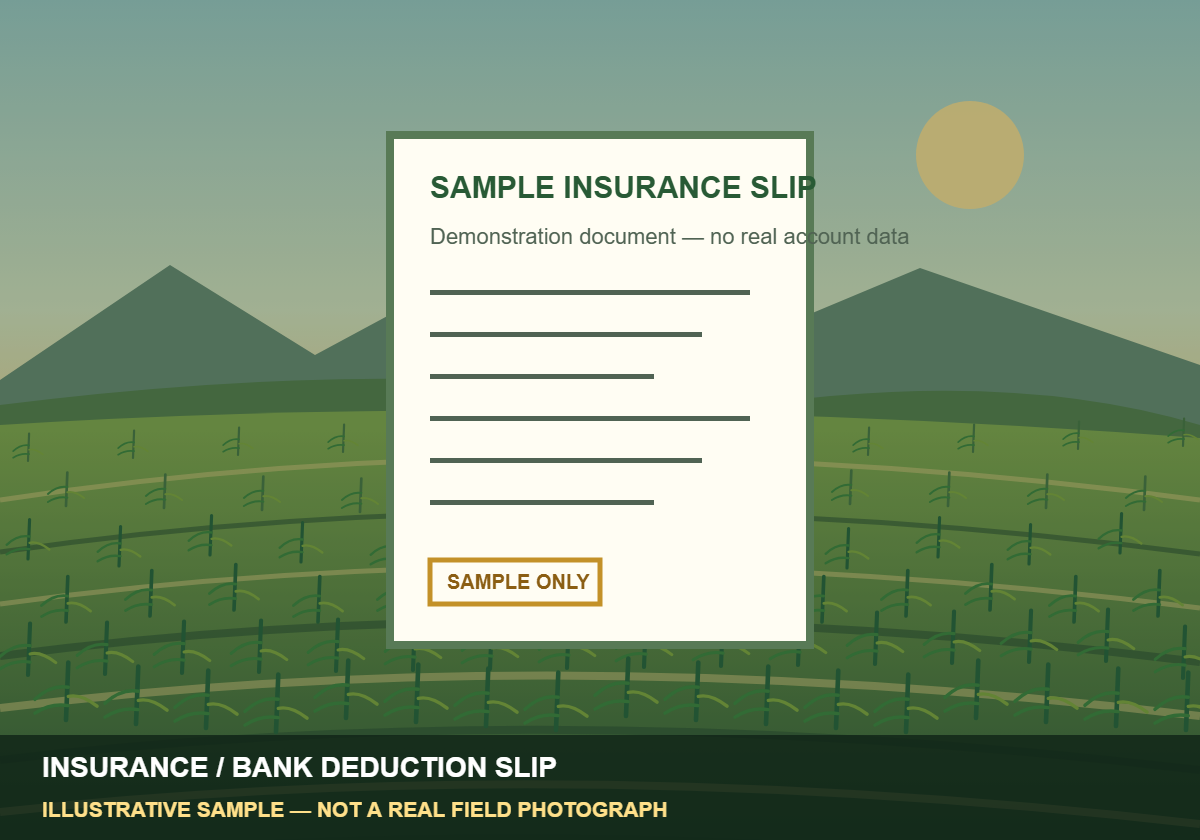 SAMPLE INSURANCE SLIP
Demonstration document — no real account data
SAMPLE ONLY
INSURANCE / BANK DEDUCTION SLIP
ILLUSTRATIVE SAMPLE — NOT A REAL FIELD PHOTOGRAPH